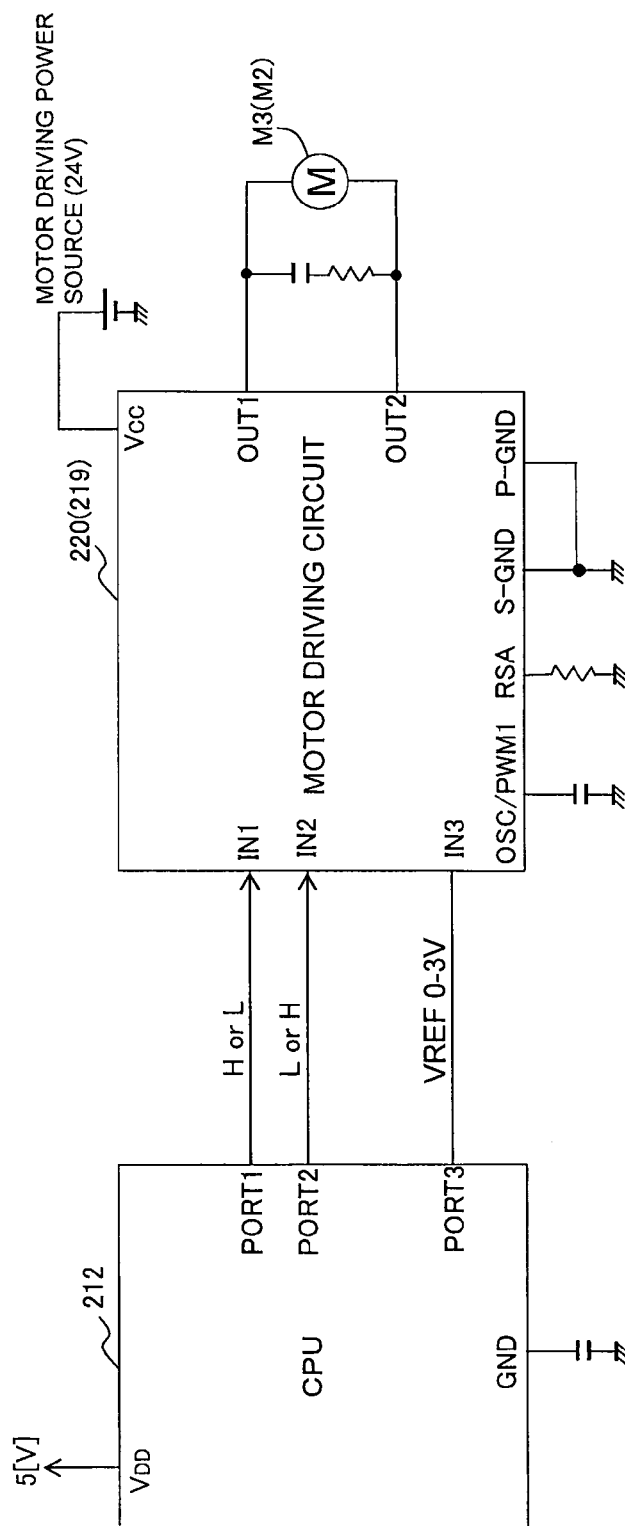 5[V]
VDD
212
CPU
PORT1
PORT2
PORT3
GND
H or L
L or H
VREF 0-3V
220(219)
MOTOR DRIVING CIRCUIT
IN1
IN2
IN3
VCC
OUT1
OUT2
OSC/PWM1
RSA
S-GND
P-GND
MOTOR DRIVING POWER
SOURCE (24V)
M3(M2)
M